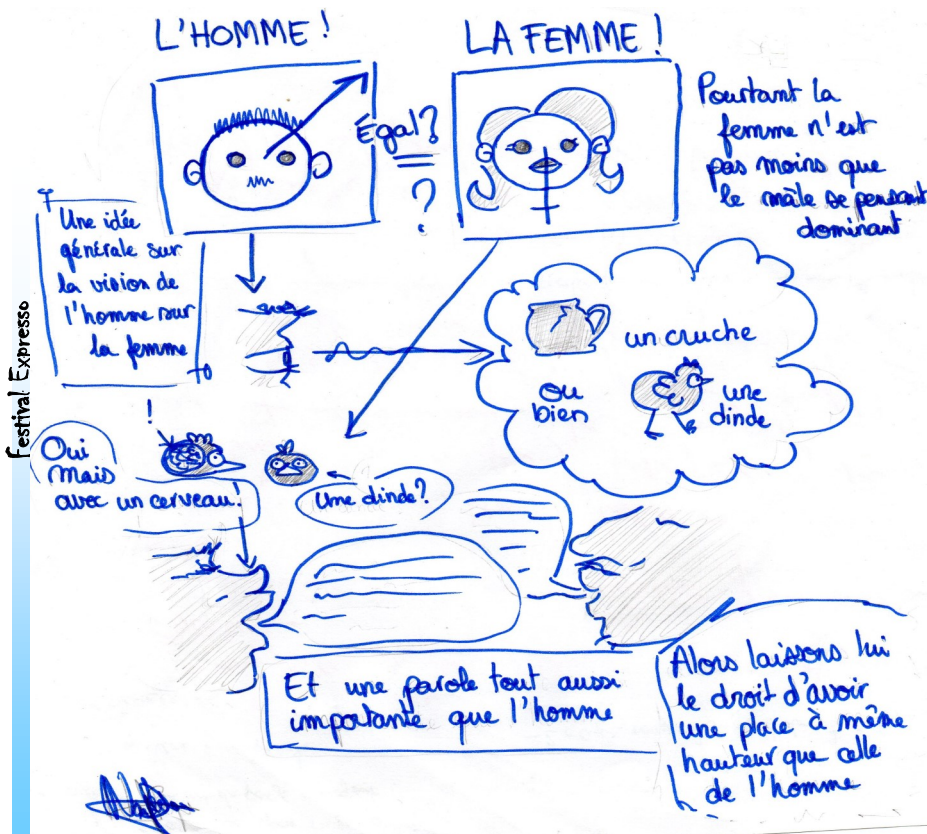 L'HOMME !
LA FEMME !
Égal ?
?
Pourtant la
femme n'est
pas moins que
le mâle se pensant
dominant
Une idée
générale sur
la vision de
l'homme sur
la femme
un cruche
ou
bien
une
dinde
!
Oui
mais
avec un cerveau !
Une dinde ?
Et une parole tout aussi
importante que l'homme
Alors laissons lui
le droit d'avoir
une place à même
hauteur que celle
de l'homme
Festival Expresso